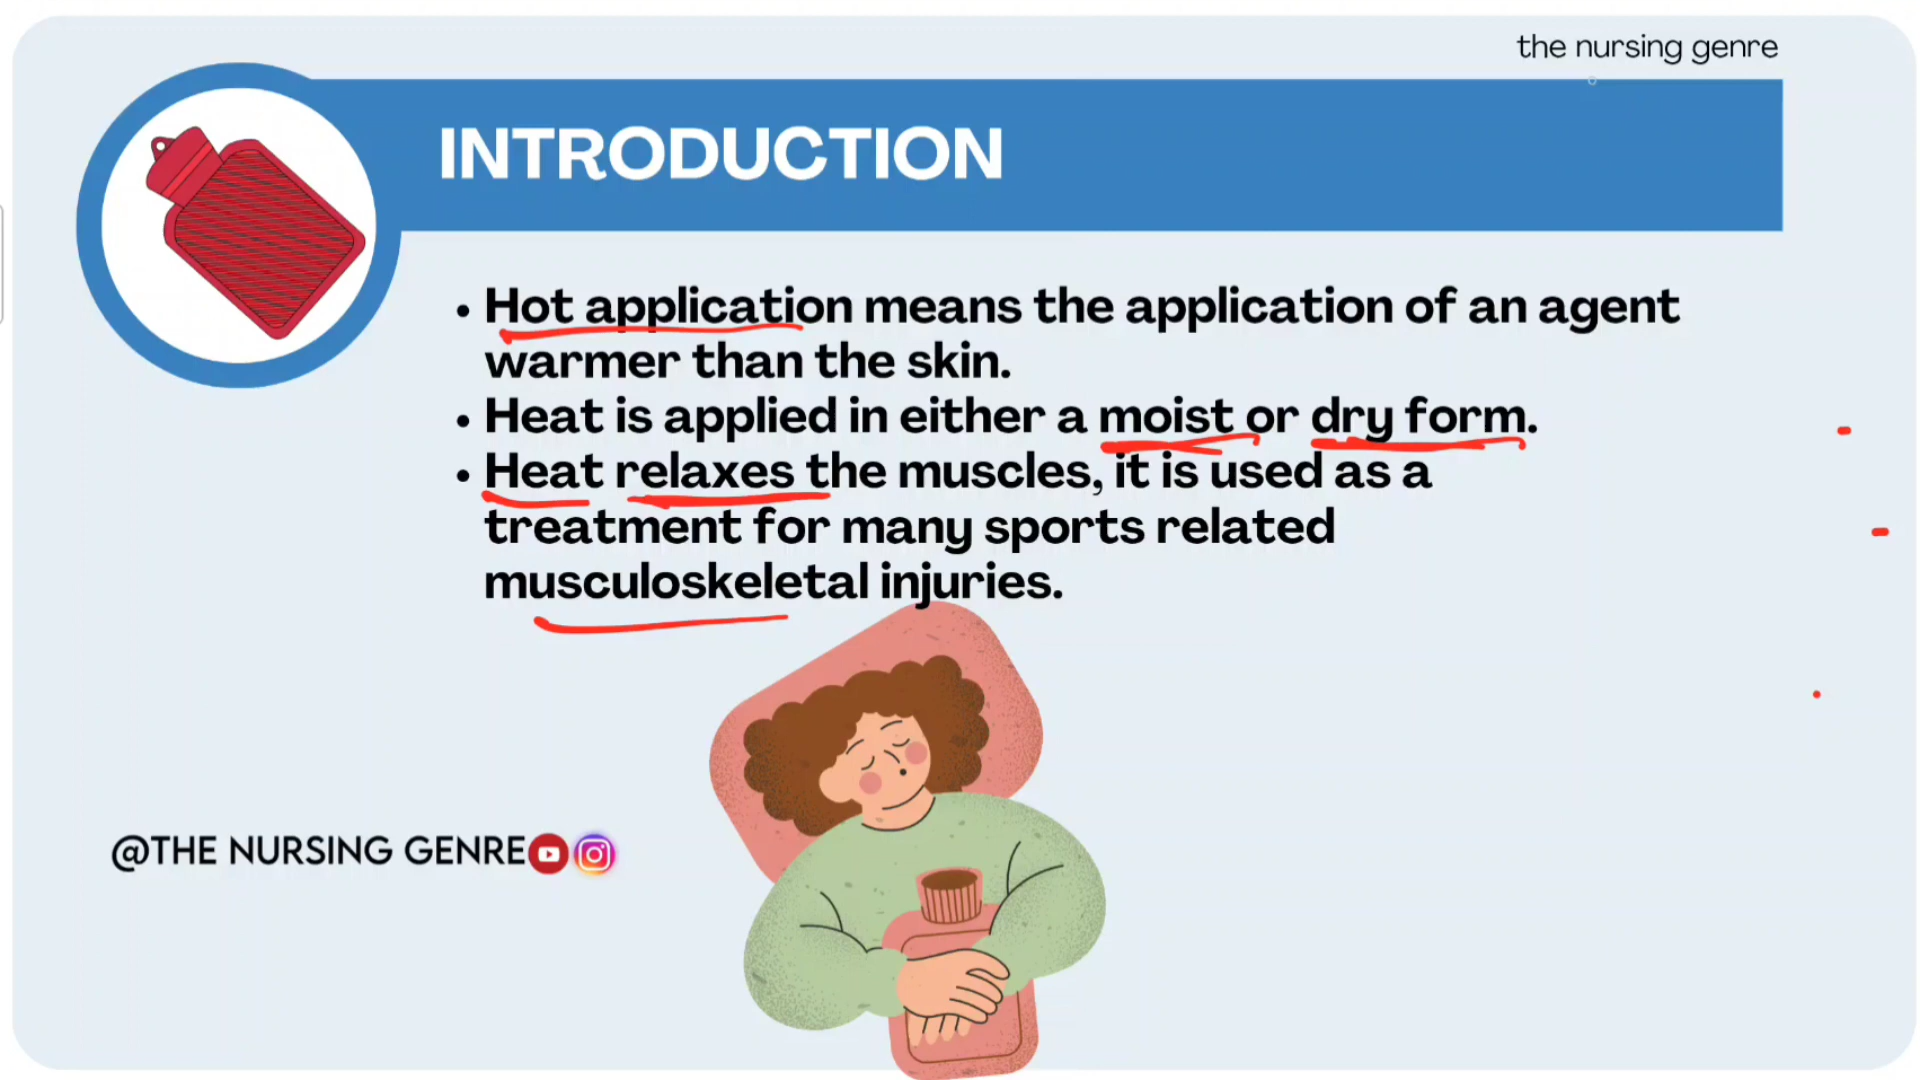 the nursing genre
INTRODUCTION
• Hot application means the application of an agent
warmer than the skin.
• Heat is applied in either a moist or dry form.
• Heat relaxes the muscles, it is used as a
treatment for many sports related
musculoskeletal injuries.
@THE NURSING GENRE